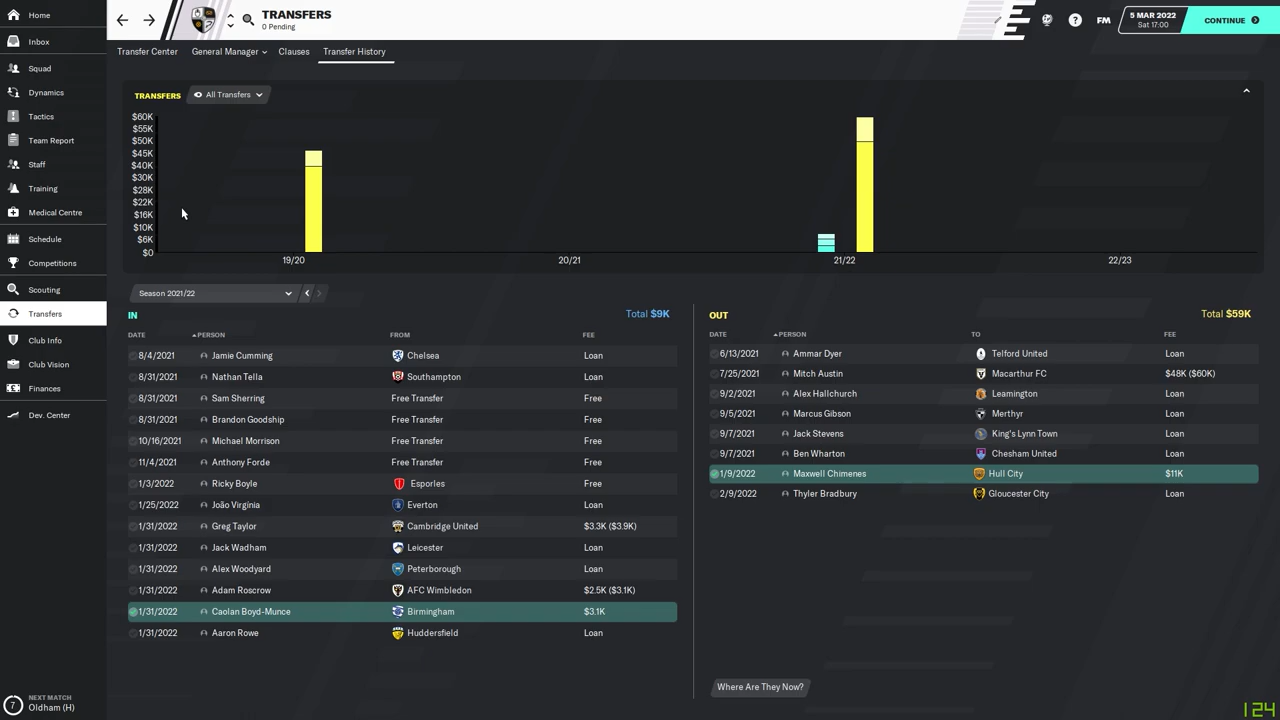 Home
Inbox
Squad
Dynamics
Tactics
Team Report
Staff
Training
Medical Centre
Schedule
Competitions
Scouting
Transfers
Club Info
Club Vision
Finances
Dev. Center
NEXT MATCH
Oldham (H)
TRANSFERS
0 Pending
? FM
5 MAR 2022
Sat 17:00
CONTINUE
Transfer Center General Manager Clauses Transfer History
TRANSFERS All Transfers
$60K
$55K
$50K
$45K
$40K
$30K
$28K
$22K
$16K
$10K
$6K
$0
19/20 20/21 21/22 22/23
Season 2021/22
IN Total $9K
DATE PERSON FROM FEE
8/4/2021 Jamie Cumming Chelsea Loan
8/31/2021 Nathan Tella Southampton Loan
8/31/2021 Sam Sherring Free Transfer Free
8/31/2021 Brandon Goodship Free Transfer Free
10/16/2021 Michael Morrison Free Transfer Free
11/4/2021 Anthony Forde Free Transfer Free
1/3/2022 Ricky Boyle Esporles Free
1/25/2022 João Virgínia Everton Loan
1/31/2022 Greg Taylor Cambridge United $3.3K ($3.9K)
1/31/2022 Jack Wadham Leicester Loan
1/31/2022 Alex Woodyard Peterborough Loan
1/31/2022 Adam Roscrow AFC Wimbledon $2.5K ($3.1K)
1/31/2022 Caolan Boyd-Munce Birmingham $3.1K
1/31/2022 Aaron Rowe Huddersfield Loan
OUT Total $59K
DATE PERSON TO FEE
6/13/2021 Ammar Dyer Telford United Loan
7/25/2021 Mitch Austin Macarthur FC $48K ($60K)
9/2/2021 Alex Hallchurch Leamington Loan
9/5/2021 Marcus Gibson Merthyr Loan
9/7/2021 Jack Stevens King's Lynn Town Loan
9/7/2021 Ben Wharton Chesham United Loan
1/9/2022 Maxwell Chimenes Hull City $11K
2/9/2022 Thyler Bradbury Gloucester City Loan
Where Are They Now?
124